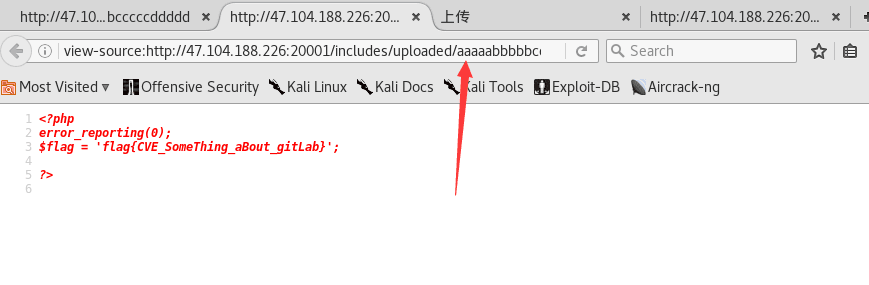 http://47.10...bcccccddddd
http://47.104.188.226:20...
上传
http://47.104.188.226:20...
view-source:http://47.104.188.226:20001/includes/uploaded/aaaaabbbbbc
Search
Most Visited
Offensive Security
Kali Linux
Kali Docs
Kali Tools
Exploit-DB
Aircrack-ng
1 <?php
2 error_reporting(0);
3 $flag = 'flag{CVE_SomeThing_aBout_gitLab}';
4
5 ?>
6